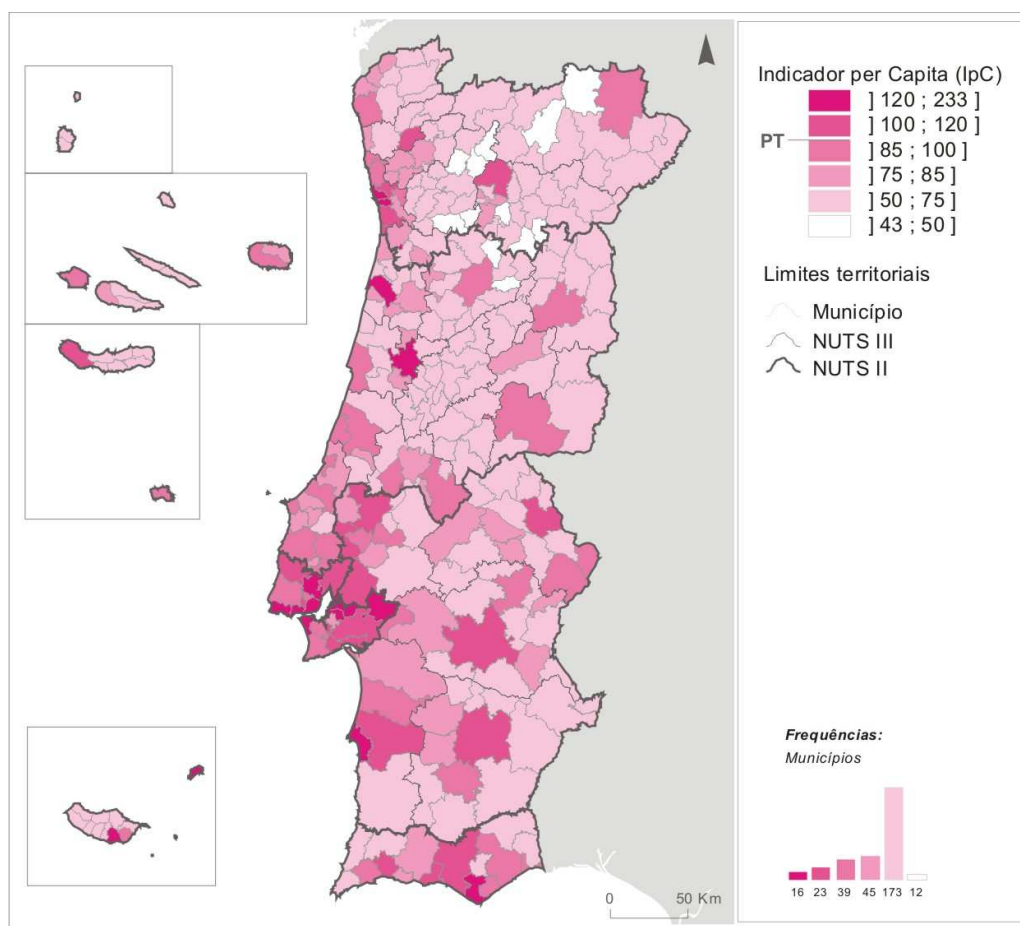 Indicador per Capita (IpC)
] 120 ; 233 ]
] 100 ; 120 ]
PT
] 85 ; 100 ]
] 75 ; 85 ]
] 50 ; 75 ]
] 43 ; 50 ]
Limites territoriais
Município
NUTS III
NUTS II
Frequências:
Municípios
16 23 39 45 173 12
0 50 Km